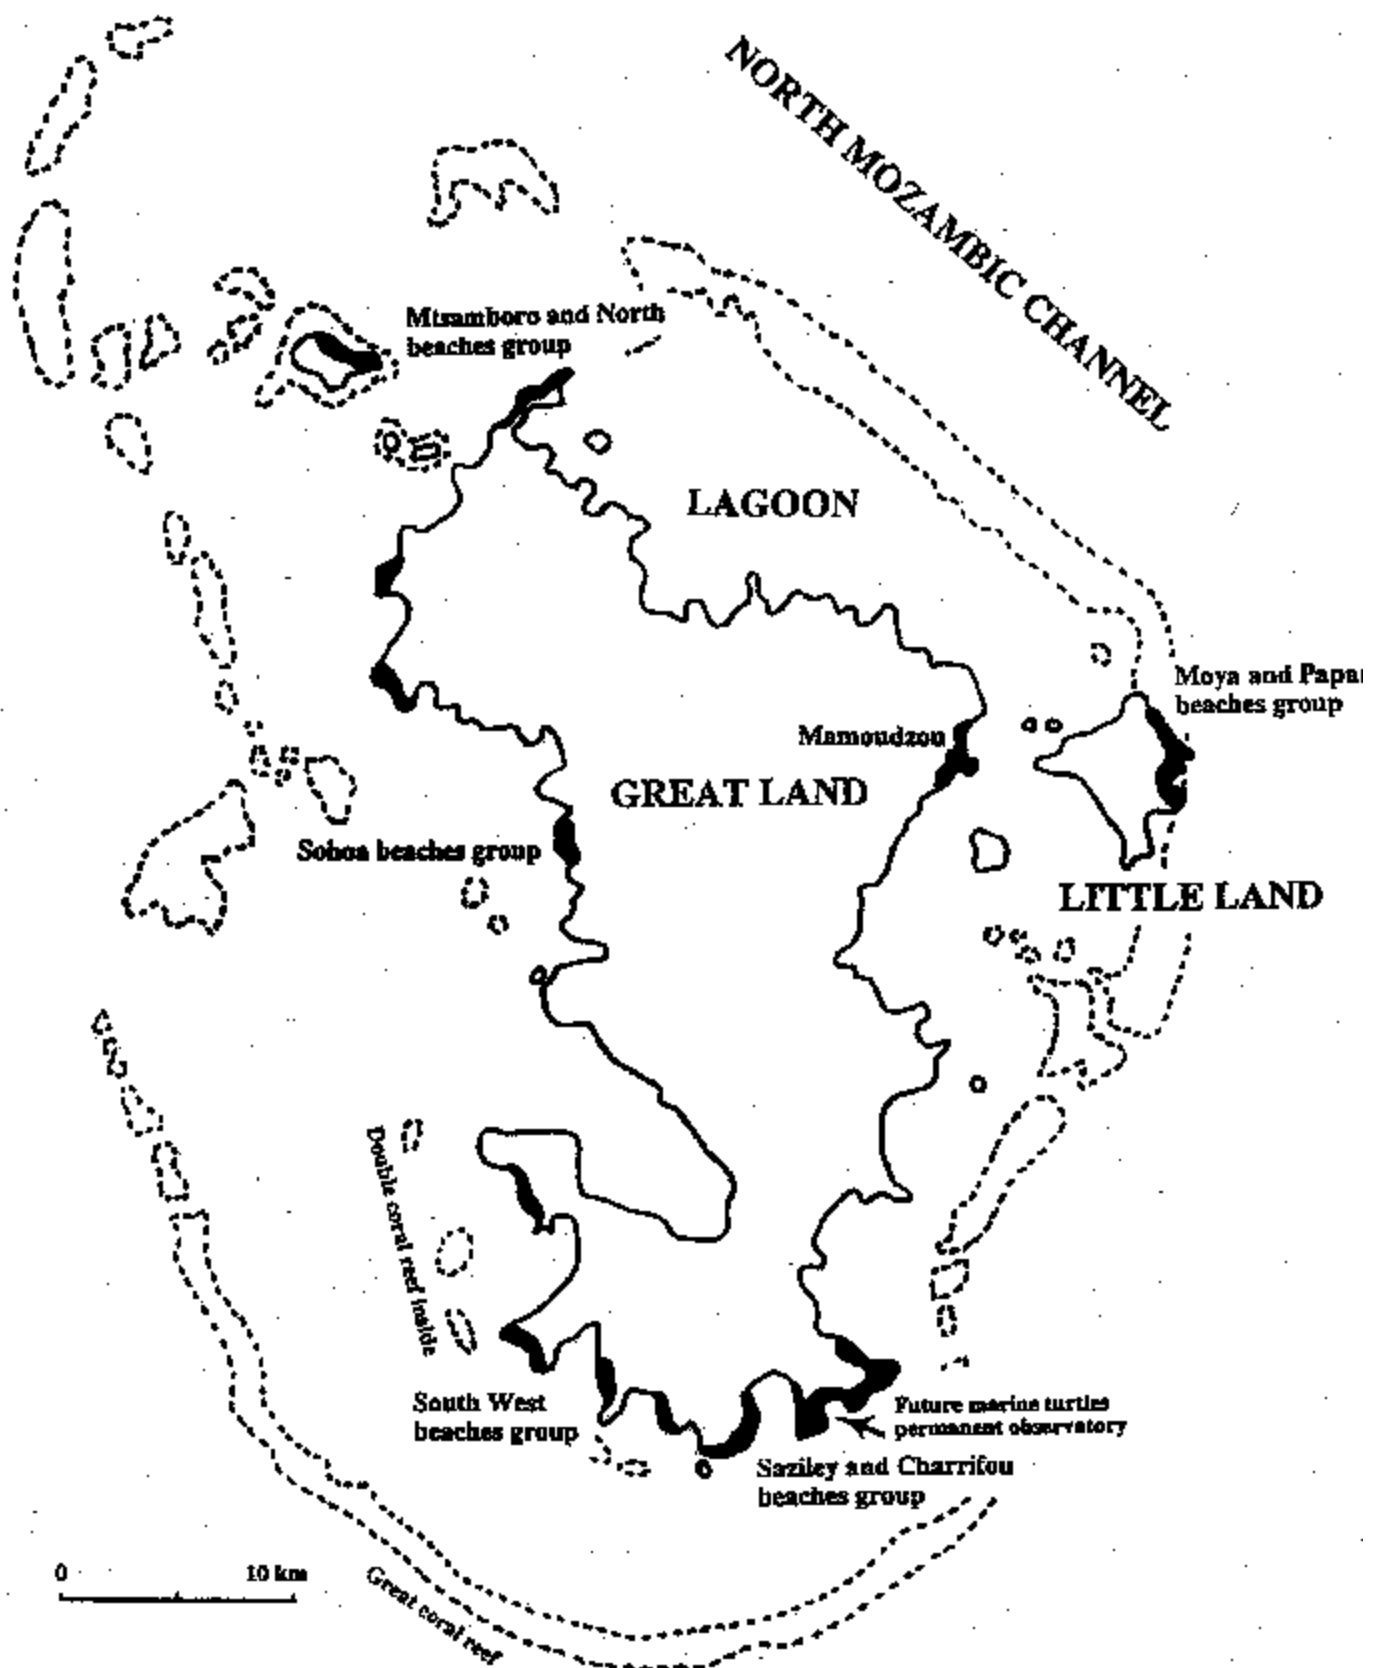 NORTH MOZAMBIC CHANNEL
Mtsamboro and North
beaches group
LAGOON
Moya and Papa
beaches group
Mamoudzou
GREAT LAND
Sohoa beaches group
LITTLE LAND
Double coral reef inside
South West
beaches group
Future marine turtles
permanent observatory
Saziley and Charrifou
beaches group
0 10 km
Great coral reef